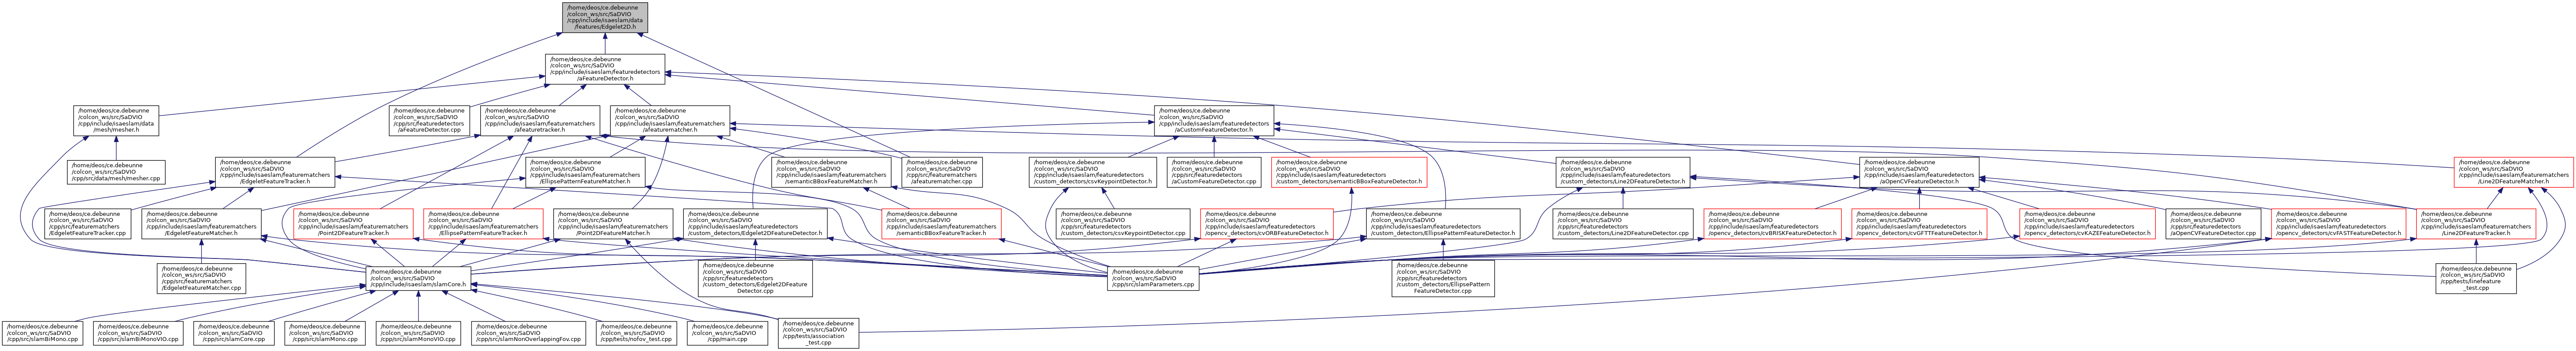 /home/deos/ce.debeunne
/colcon_ws/src/SaDVIO
/cpp/include/isaeslam/data
/features/Edgelet2D.h
/home/deos/ce.debeunne
/colcon_ws/src/SaDVIO
/cpp/include/isaeslam/featuredetectors
/aFeatureDetector.h
/home/deos/ce.debeunne
/colcon_ws/src/SaDVIO
/cpp/include/isaeslam/data
/mesh/mesher.h
/home/deos/ce.debeunne
/colcon_ws/src/SaDVIO
/cpp/src/featuredetectors
/aFeatureDetector.cpp
/home/deos/ce.debeunne
/colcon_ws/src/SaDVIO
/cpp/include/isaeslam/featurematchers
/afeaturetracker.h
/home/deos/ce.debeunne
/colcon_ws/src/SaDVIO
/cpp/include/isaeslam/featurematchers
/afeaturematcher.h
/home/deos/ce.debeunne
/colcon_ws/src/SaDVIO
/cpp/include/isaeslam/featuredetectors
/aCustomFeatureDetector.h
/home/deos/ce.debeunne
/colcon_ws/src/SaDVIO
/cpp/src/data/mesh/mesher.cpp
/home/deos/ce.debeunne
/colcon_ws/src/SaDVIO
/cpp/include/isaeslam/featurematchers
/EdgeletFeatureTracker.h
/home/deos/ce.debeunne
/colcon_ws/src/SaDVIO
/cpp/include/isaeslam/featurematchers
/EllipsePatternFeatureMatcher.h
/home/deos/ce.debeunne
/colcon_ws/src/SaDVIO
/cpp/include/isaeslam/featurematchers
/semanticBBoxFeatureMatcher.h
/home/deos/ce.debeunne
/colcon_ws/src/SaDVIO
/cpp/src/featurematchers
/afeaturematcher.cpp
/home/deos/ce.debeunne
/colcon_ws/src/SaDVIO
/cpp/include/isaeslam/featuredetectors
/custom_detectors/csvKeypointDetector.h
/home/deos/ce.debeunne
/colcon_ws/src/SaDVIO
/cpp/src/featuredetectors
/aCustomFeatureDetector.cpp
/home/deos/ce.debeunne
/colcon_ws/src/SaDVIO
/cpp/include/isaeslam/featuredetectors
/custom_detectors/semanticBBoxFeatureDetector.h
/home/deos/ce.debeunne
/colcon_ws/src/SaDVIO
/cpp/include/isaeslam/featuredetectors
/custom_detectors/Line2DFeatureDetector.h
/home/deos/ce.debeunne
/colcon_ws/src/SaDVIO
/cpp/include/isaeslam/featuredetectors
/aOpenCVFeatureDetector.h
/home/deos/ce.debeunne
/colcon_ws/src/SaDVIO
/cpp/include/isaeslam/featurematchers
/Line2DFeatureMatcher.h
/home/deos/ce.debeunne
/colcon_ws/src/SaDVIO
/cpp/src/featurematchers
/EdgeletFeatureTracker.cpp
/home/deos/ce.debeunne
/colcon_ws/src/SaDVIO
/cpp/include/isaeslam/featurematchers
/EdgeletFeatureMatcher.h
/home/deos/ce.debeunne
/colcon_ws/src/SaDVIO
/cpp/include/isaeslam/featurematchers
/Point2DFeatureTracker.h
/home/deos/ce.debeunne
/colcon_ws/src/SaDVIO
/cpp/include/isaeslam/featurematchers
/EllipsePatternFeatureTracker.h
/home/deos/ce.debeunne
/colcon_ws/src/SaDVIO
/cpp/include/isaeslam/featurematchers
/Point2DFeatureMatcher.h
/home/deos/ce.debeunne
/colcon_ws/src/SaDVIO
/cpp/include/isaeslam/featuredetectors
/custom_detectors/Edgelet2DFeatureDetector.h
/home/deos/ce.debeunne
/colcon_ws/src/SaDVIO
/cpp/include/isaeslam/featurematchers
/semanticBBoxFeatureTracker.h
/home/deos/ce.debeunne
/colcon_ws/src/SaDVIO
/cpp/src/featuredetectors
/custom_detectors/csvKeypointDetector.cpp
/home/deos/ce.debeunne
/colcon_ws/src/SaDVIO
/cpp/include/isaeslam/featuredetectors
/opencv_detectors/cvORBFeatureDetector.h
/home/deos/ce.debeunne
/colcon_ws/src/SaDVIO
/cpp/include/isaeslam/featuredetectors
/custom_detectors/EllipsePatternFeatureDetector.h
/home/deos/ce.debeunne
/colcon_ws/src/SaDVIO
/cpp/src/featuredetectors
/custom_detectors/Line2DFeatureDetector.cpp
/home/deos/ce.debeunne
/colcon_ws/src/SaDVIO
/cpp/include/isaeslam/featuredetectors
/opencv_detectors/cvBRISKFeatureDetector.h
/home/deos/ce.debeunne
/colcon_ws/src/SaDVIO
/cpp/include/isaeslam/featuredetectors
/opencv_detectors/cvGFTTFeatureDetector.h
/home/deos/ce.debeunne
/colcon_ws/src/SaDVIO
/cpp/include/isaeslam/featuredetectors
/opencv_detectors/cvKAZEFeatureDetector.h
/home/deos/ce.debeunne
/colcon_ws/src/SaDVIO
/cpp/src/featuredetectors
/aOpenCVFeatureDetector.cpp
/home/deos/ce.debeunne
/colcon_ws/src/SaDVIO
/cpp/include/isaeslam/featuredetectors
/opencv_detectors/cvFASTFeatureDetector.h
/home/deos/ce.debeunne
/colcon_ws/src/SaDVIO
/cpp/include/isaeslam/featurematchers
/Line2DFeatureTracker.h
/home/deos/ce.debeunne
/colcon_ws/src/SaDVIO
/cpp/src/featurematchers
/EdgeletFeatureMatcher.cpp
/home/deos/ce.debeunne
/colcon_ws/src/SaDVIO
/cpp/include/isaeslam/slamCore.h
/home/deos/ce.debeunne
/colcon_ws/src/SaDVIO
/cpp/src/featuredetectors
/custom_detectors/Edgelet2DFeature
Detector.cpp
/home/deos/ce.debeunne
/colcon_ws/src/SaDVIO
/cpp/src/slamParameters.cpp
/home/deos/ce.debeunne
/colcon_ws/src/SaDVIO
/cpp/src/featuredetectors
/custom_detectors/EllipsePattern
FeatureDetector.cpp
/home/deos/ce.debeunne
/colcon_ws/src/SaDVIO
/cpp/tests/linefeature
_test.cpp
/home/deos/ce.debeunne
/colcon_ws/src/SaDVIO
/cpp/src/slamBiMono.cpp
/home/deos/ce.debeunne
/colcon_ws/src/SaDVIO
/cpp/src/slamBiMonoVIO.cpp
/home/deos/ce.debeunne
/colcon_ws/src/SaDVIO
/cpp/src/slamCore.cpp
/home/deos/ce.debeunne
/colcon_ws/src/SaDVIO
/cpp/src/slamMono.cpp
/home/deos/ce.debeunne
/colcon_ws/src/SaDVIO
/cpp/src/slamMonoVIO.cpp
/home/deos/ce.debeunne
/colcon_ws/src/SaDVIO
/cpp/src/slamNonOverlappingFov.cpp
/home/deos/ce.debeunne
/colcon_ws/src/SaDVIO
/cpp/tests/nofov_test.cpp
/home/deos/ce.debeunne
/colcon_ws/src/SaDVIO
/cpp/main.cpp
/home/deos/ce.debeunne
/colcon_ws/src/SaDVIO
/cpp/tests/association
_test.cpp